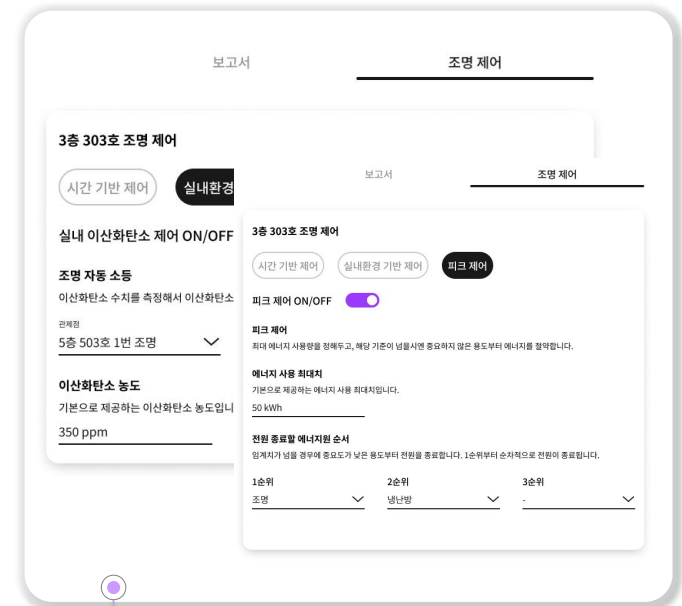 보고서
조명 제어
3층 303호 조명 제어
시간 기반 제어
실내환경
실내 이산화탄소 제어 ON/OFF
조명 자동 소등
이산화탄소 수치를 측정해서 이산화탄소
관제점
5층 503호 1번 조명
이산화탄소 농도
기본으로 제공하는 이산화탄소 농도입니
350 ppm
보고서
조명 제어
3층 303호 조명 제어
시간 기반 제어
실내환경 기반 제어
피크 제어
피크 제어 ON/OFF
피크 제어
최대 에너지 사용량을 정해두고, 해당 기준이 넘을시엔 중요하지 않은 용도부터 에너지를 절약합니다.
에너지 사용 최대치
기본으로 제공하는 에너지 사용 최대치입니다.
50 kWh
전원 종료할 에너지원 순서
임계치가 넘을 경우에 중요도가 낮은 용도부터 전원을 종료합니다. 1순위부터 순차적으로 전원이 종료됩니다.
1순위 2순위 3순위
조명 냉난방 -